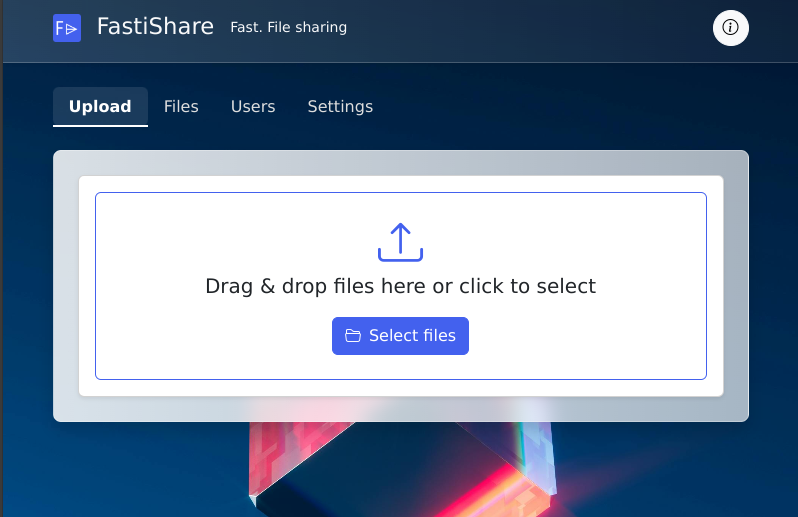 F
FastiShare
Fast. File sharing
Upload
Files
Users
Settings
Drag & drop files here or click to select
Select files